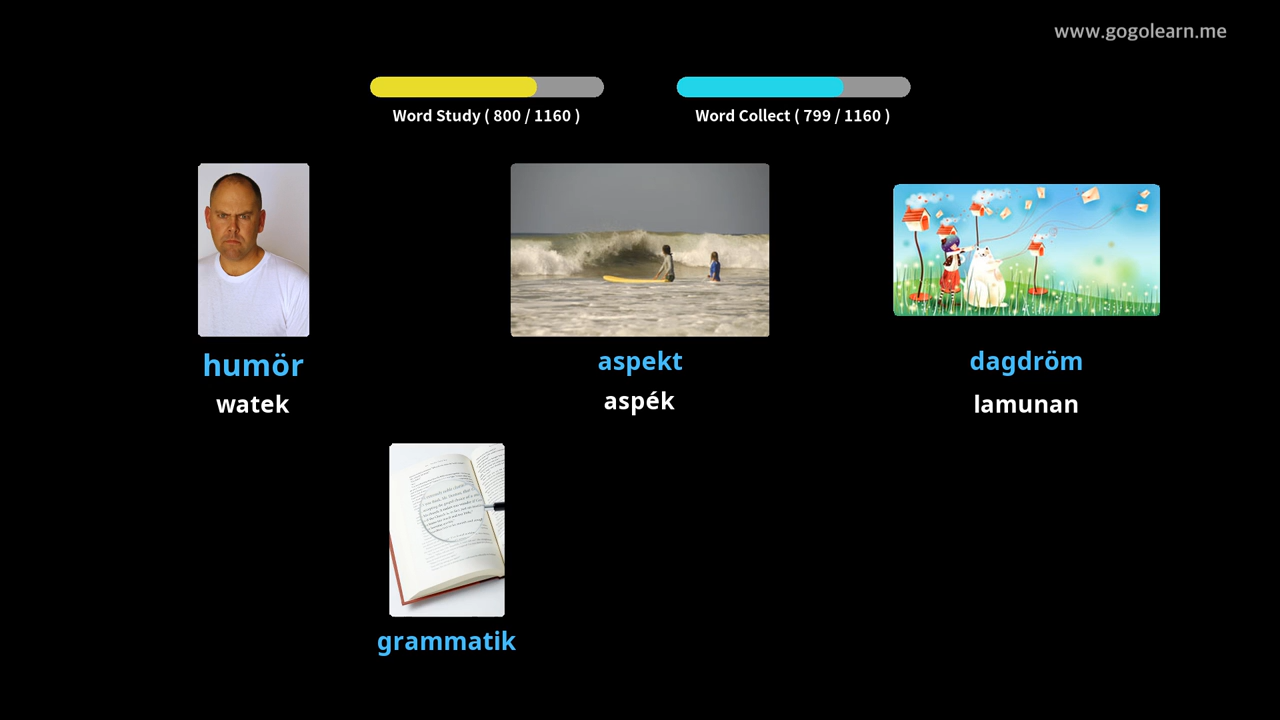 www.gogolearn.me
Word Study ( 800 / 1160 )
Word Collect ( 799 / 1160 )
humör
watek
aspekt
aspék
dagdröm
lamunan
grammatik